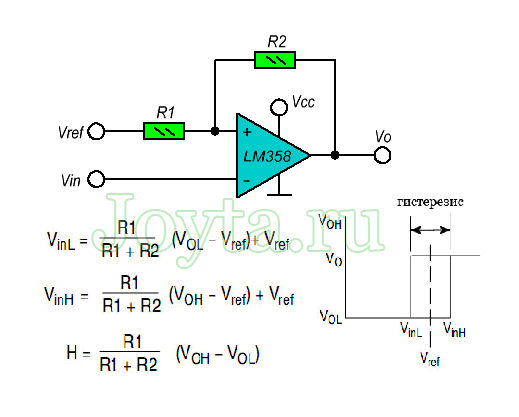 R2
R1
Vcc
Vref
Vo
+
LM358
Vin
-
Joyta.ru
гистерезис
VinL = R1 / (R1 + R2) (VOL – Vref)+ Vref
VinH = R1 / (R1 + R2) (VOH – Vref) + Vref
H = R1 / (R1 + R2) (VOH – VOL)
VOH
VO
VOL
VinL VinH
Vref